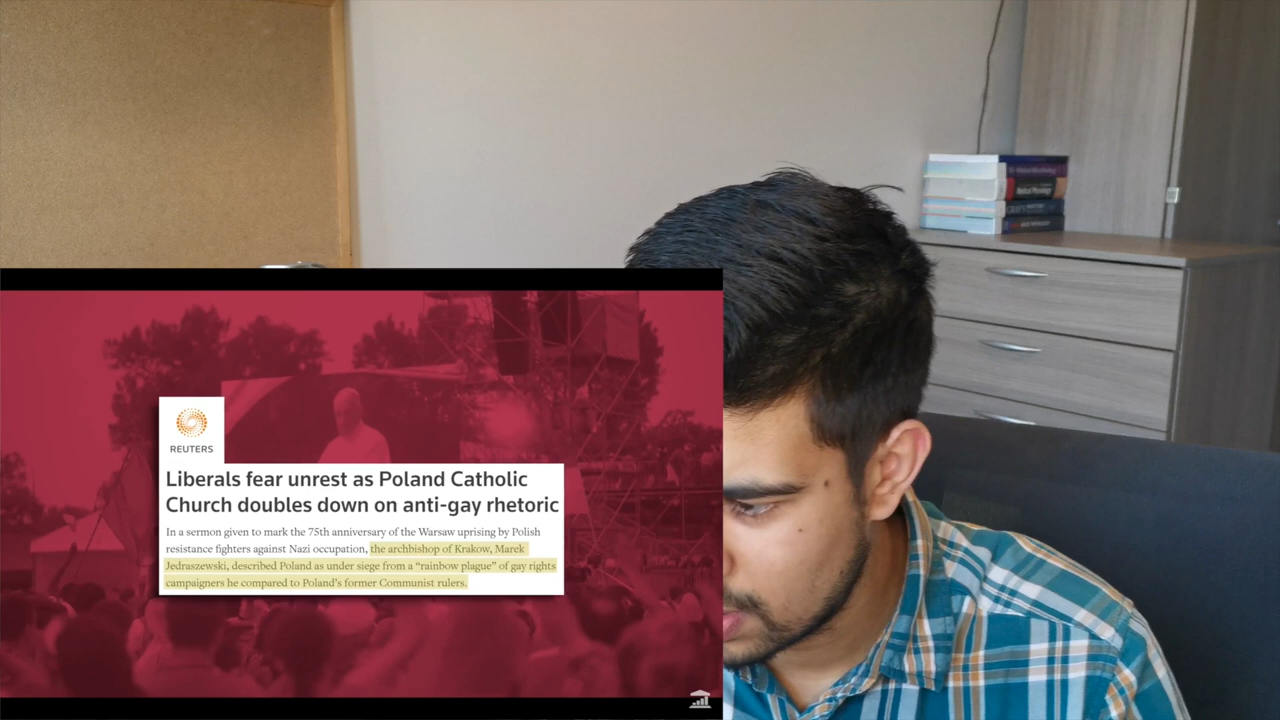 Medical Physiology
REUTERS
Liberals fear unrest as Poland Catholic
Church doubles down on anti-gay rhetoric
In a sermon given to mark the 75th anniversary of the Warsaw uprising by Polish
resistance fighters against Nazi occupation, the archbishop of Krakow, Marek
Jedraszewski, described Poland as under siege from a “rainbow plague” of gay rights
campaigners he compared to Poland’s former Communist rulers.